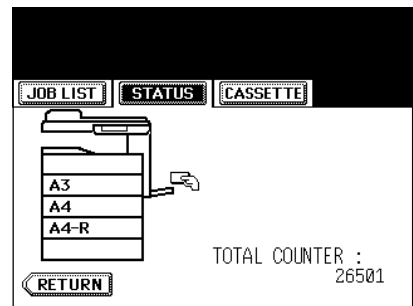 JOB LIST STATUS CASSETTE
A3
A4
A4-R
TOTAL COUNTER :
26501
RETURN